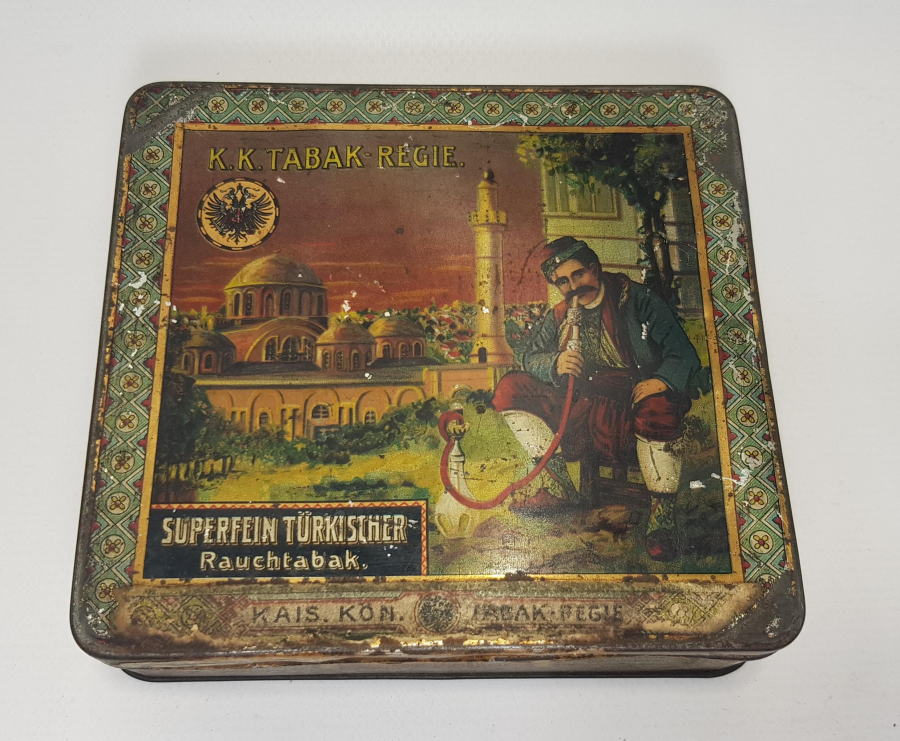 K.K.TABAK-REGIE.
SUPERFEIN TÜRKISCHER
Rauchtabak.
KAIS. KÖN. TABAK-REGIE